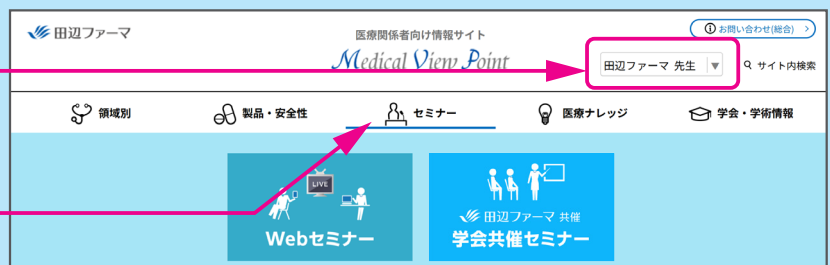 田辺ファーマ
医療関係者向け情報サイト
Medical View Point
お問い合わせ(総合)
田辺ファーマ 先生
サイト内検索
領域別
製品・安全性
セミナー
医療ナレッジ
学会・学術情報
LIVE
Webセミナー
田辺ファーマ 共催
学会共催セミナー